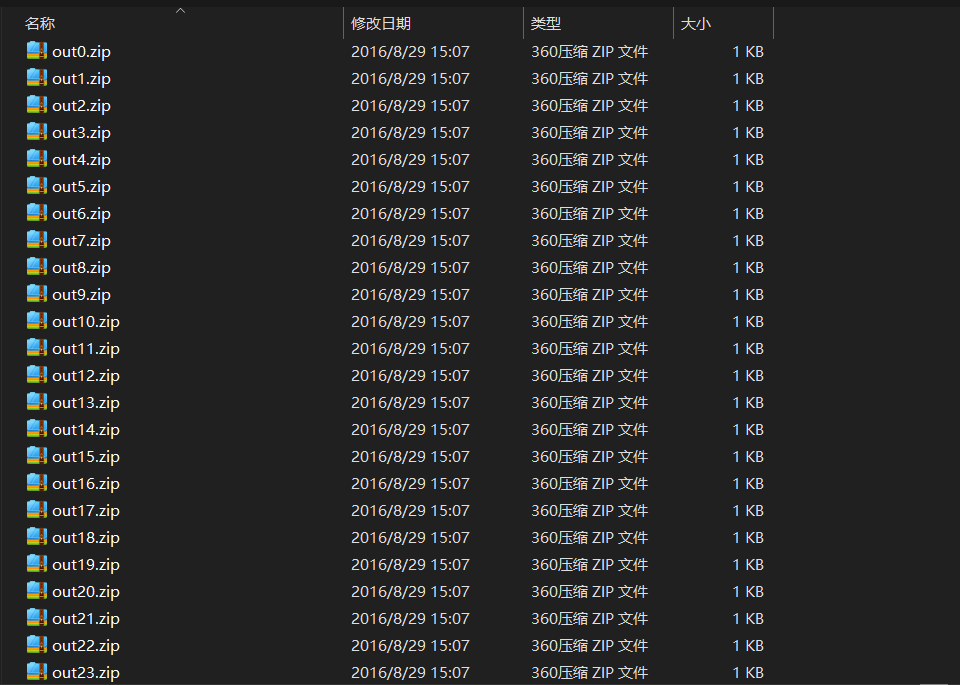 名称 修改日期 类型 大小
out0.zip 2016/8/29 15:07 360压缩 ZIP 文件 1 KB
out1.zip 2016/8/29 15:07 360压缩 ZIP 文件 1 KB
out2.zip 2016/8/29 15:07 360压缩 ZIP 文件 1 KB
out3.zip 2016/8/29 15:07 360压缩 ZIP 文件 1 KB
out4.zip 2016/8/29 15:07 360压缩 ZIP 文件 1 KB
out5.zip 2016/8/29 15:07 360压缩 ZIP 文件 1 KB
out6.zip 2016/8/29 15:07 360压缩 ZIP 文件 1 KB
out7.zip 2016/8/29 15:07 360压缩 ZIP 文件 1 KB
out8.zip 2016/8/29 15:07 360压缩 ZIP 文件 1 KB
out9.zip 2016/8/29 15:07 360压缩 ZIP 文件 1 KB
out10.zip 2016/8/29 15:07 360压缩 ZIP 文件 1 KB
out11.zip 2016/8/29 15:07 360压缩 ZIP 文件 1 KB
out12.zip 2016/8/29 15:07 360压缩 ZIP 文件 1 KB
out13.zip 2016/8/29 15:07 360压缩 ZIP 文件 1 KB
out14.zip 2016/8/29 15:07 360压缩 ZIP 文件 1 KB
out15.zip 2016/8/29 15:07 360压缩 ZIP 文件 1 KB
out16.zip 2016/8/29 15:07 360压缩 ZIP 文件 1 KB
out17.zip 2016/8/29 15:07 360压缩 ZIP 文件 1 KB
out18.zip 2016/8/29 15:07 360压缩 ZIP 文件 1 KB
out19.zip 2016/8/29 15:07 360压缩 ZIP 文件 1 KB
out20.zip 2016/8/29 15:07 360压缩 ZIP 文件 1 KB
out21.zip 2016/8/29 15:07 360压缩 ZIP 文件 1 KB
out22.zip 2016/8/29 15:07 360压缩 ZIP 文件 1 KB
out23.zip 2016/8/29 15:07 360压缩 ZIP 文件 1 KB